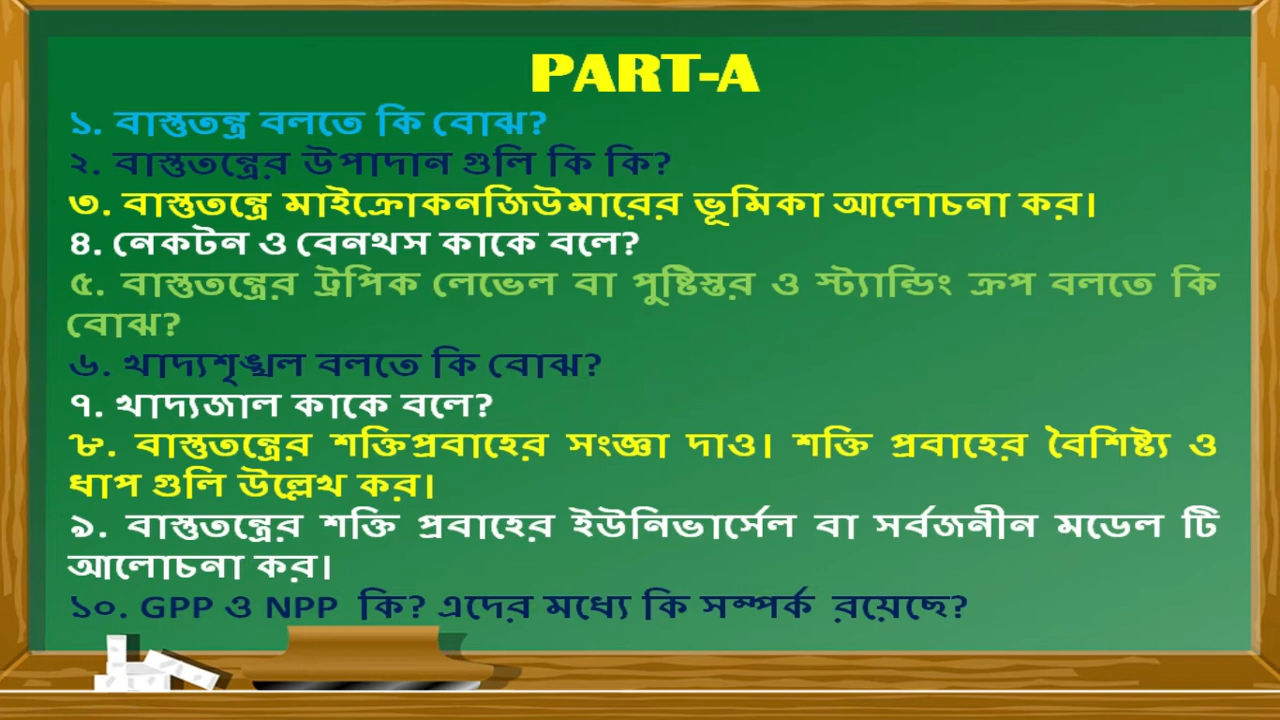 PART-A
১. বাস্তুতন্ত্র বলতে কি বোঝ?
২. বাস্তুতন্ত্রের উপাদান গুলি কি কি?
৩. বাস্তুতন্ত্রে মাইক্রোকনজিউমারের ভূমিকা আলোচনা কর।
৪. নেকটন ও বেনথস কাকে বলে?
৫. বাস্তুতন্ত্রের ট্রপিক লেভেল বা পুষ্টিস্তর ও স্ট্যান্ডিং ক্রপ বলতে কি
বোঝ?
৬. খাদ্যশৃঙ্খল বলতে কি বোঝ?
৭. খাদ্যজাল কাকে বলে?
৮. বাস্তুতন্ত্রের শক্তিপ্রবাহের সংজ্ঞা দাও। শক্তি প্রবাহের বৈশিষ্ট্য ও
ধাপ গুলি উল্লেখ কর।
৯. বাস্তুতন্ত্রের শক্তি প্রবাহের ইউনিভার্সেল বা সর্বজনীন মডেল টি
আলোচনা কর।
১০. GPP ও NPP কি? এদের মধ্যে কি সম্পর্ক রয়েছে?